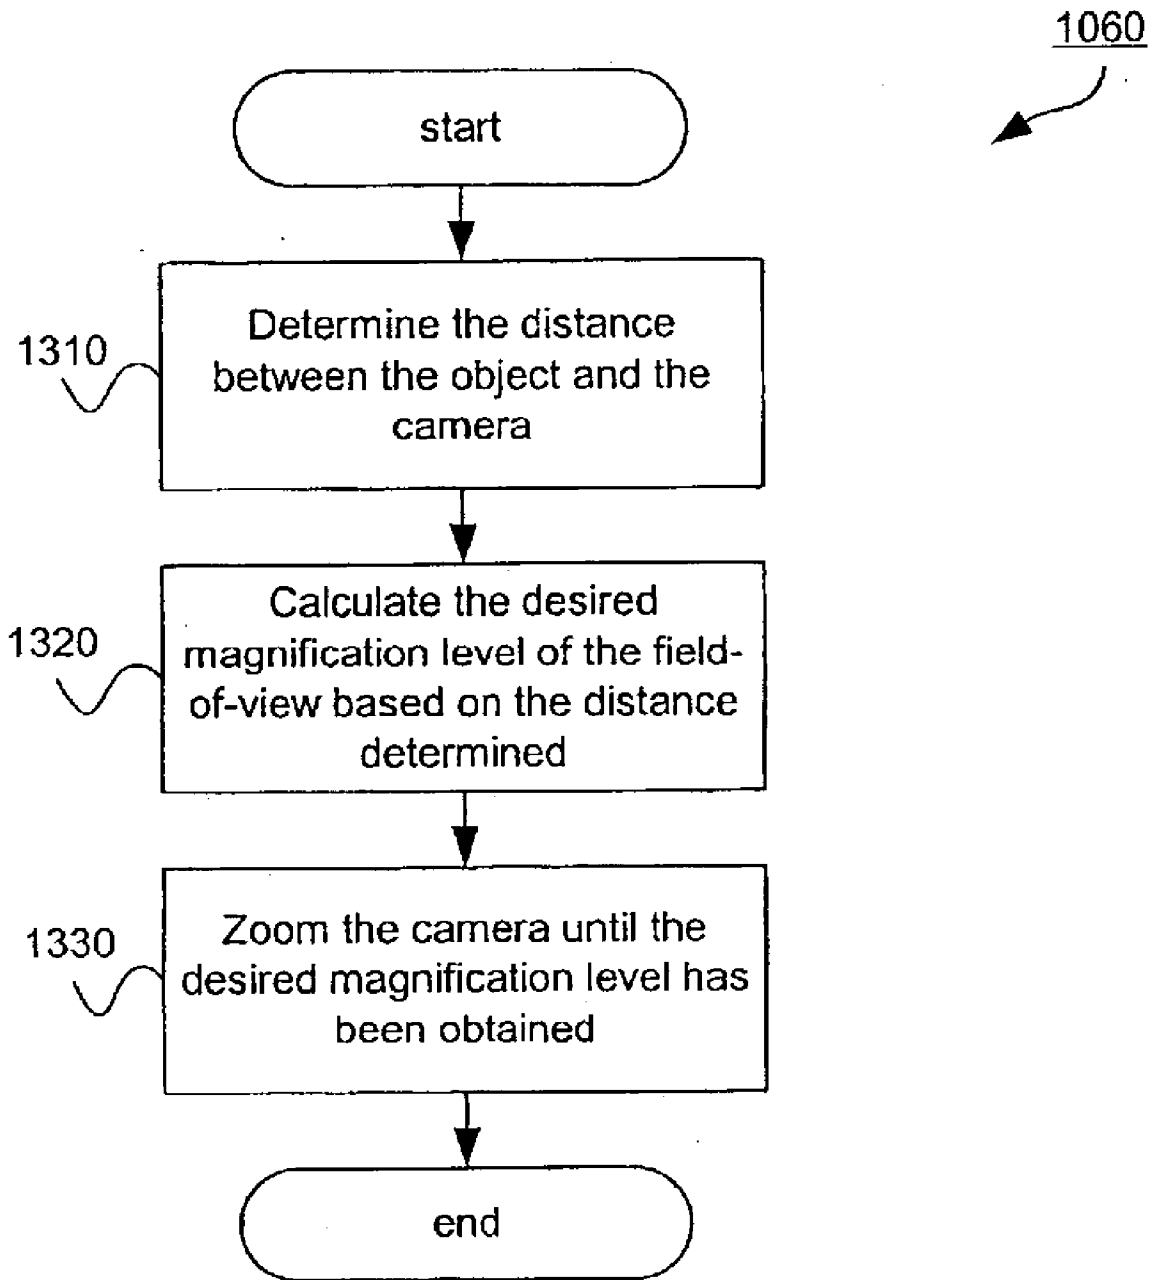 1060
start
1310
Determine the distance
between the object and the
camera
1320
Calculate the desired
magnification level of the field-
of-view based on the distance
determined
1330
Zoom the camera until the
desired magnification level has
been obtained
end